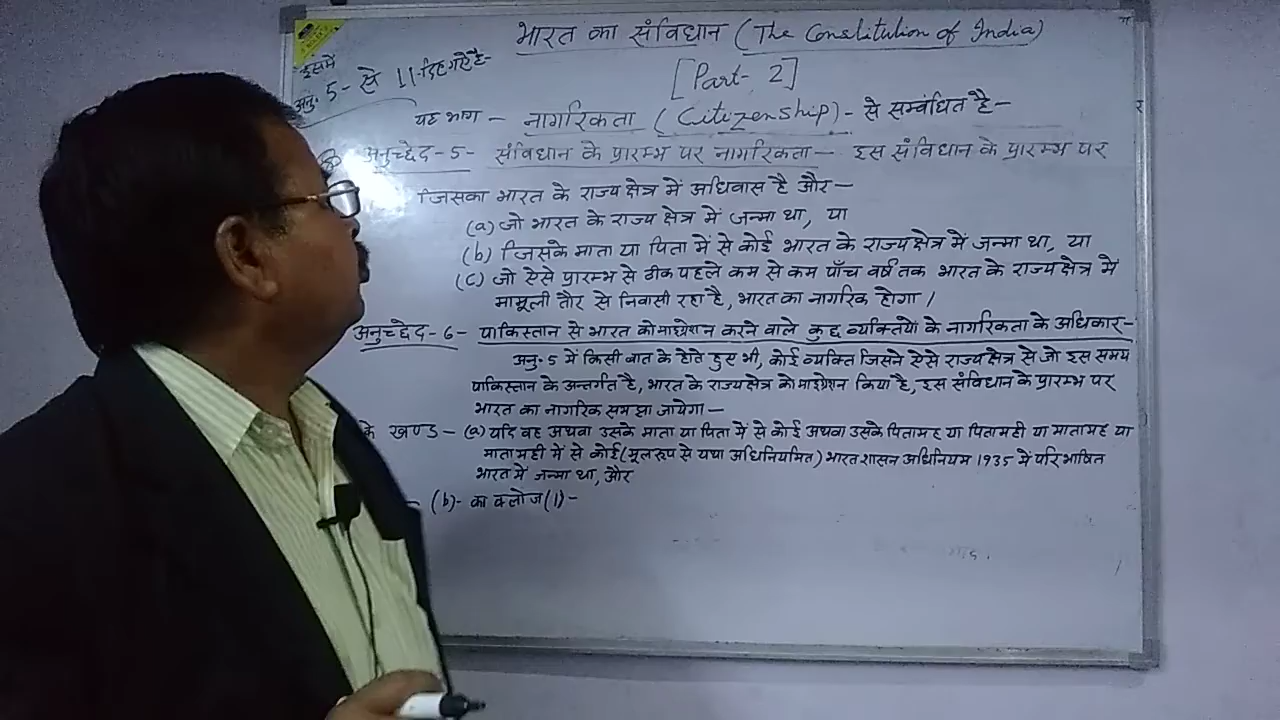 भारत का संविधान (The Constitution of India)
[Part-2]
इसमें
अनु. 5- से 11 दिए गए है-
यह भाग - नागरिकता (Citizenship) - से सम्बंधित है-
अनुच्छेद-5- संविधान के प्रारम्भ पर नागरिकता- इस संविधान के प्रारम्भ पर
जिसका भारत के राज्य क्षेत्र में अधिवास है और-
(a) जो भारत के राज्य क्षेत्र में जन्मा था, या
(b) जिसके माता या पिता में से कोई भारत के राज्यक्षेत्र में जन्मा था, या
(c) जो ऐसे प्रारम्भ से ठीक पहले कम से कम पाँच वर्ष तक भारत के राज्य क्षेत्र में
मामूली तौर से निवासी रहा है, भारत का नागरिक होगा।
अनुच्छेद-6- पाकिस्तान से भारत को माइग्रेशन करने वाले कुछ व्यक्तियों के नागरिकता के अधिकार-
अनु. 5 में किसी बात के होते हुए भी, कोई व्यक्ति जिसने ऐसे राज्य क्षेत्र से जो इस समय
पाकिस्तान के अन्तर्गत है, भारत के राज्यक्षेत्र को माइग्रेशन किया है, इस संविधान के प्रारम्भ पर
भारत का नागरिक समझा जायेगा-
के खण्ड- (a) यदि वह अथवा उसके माता या पिता में से कोई अथवा उसके पितामह या पितामही या मातामह या
मातामही में से कोई (मूलरूप से यथा अधिनियमित) भारत शासन अधिनियम 1935 में परिभाषित
भारत में जन्मा था, और
- (b)- का क्लोज(1)-